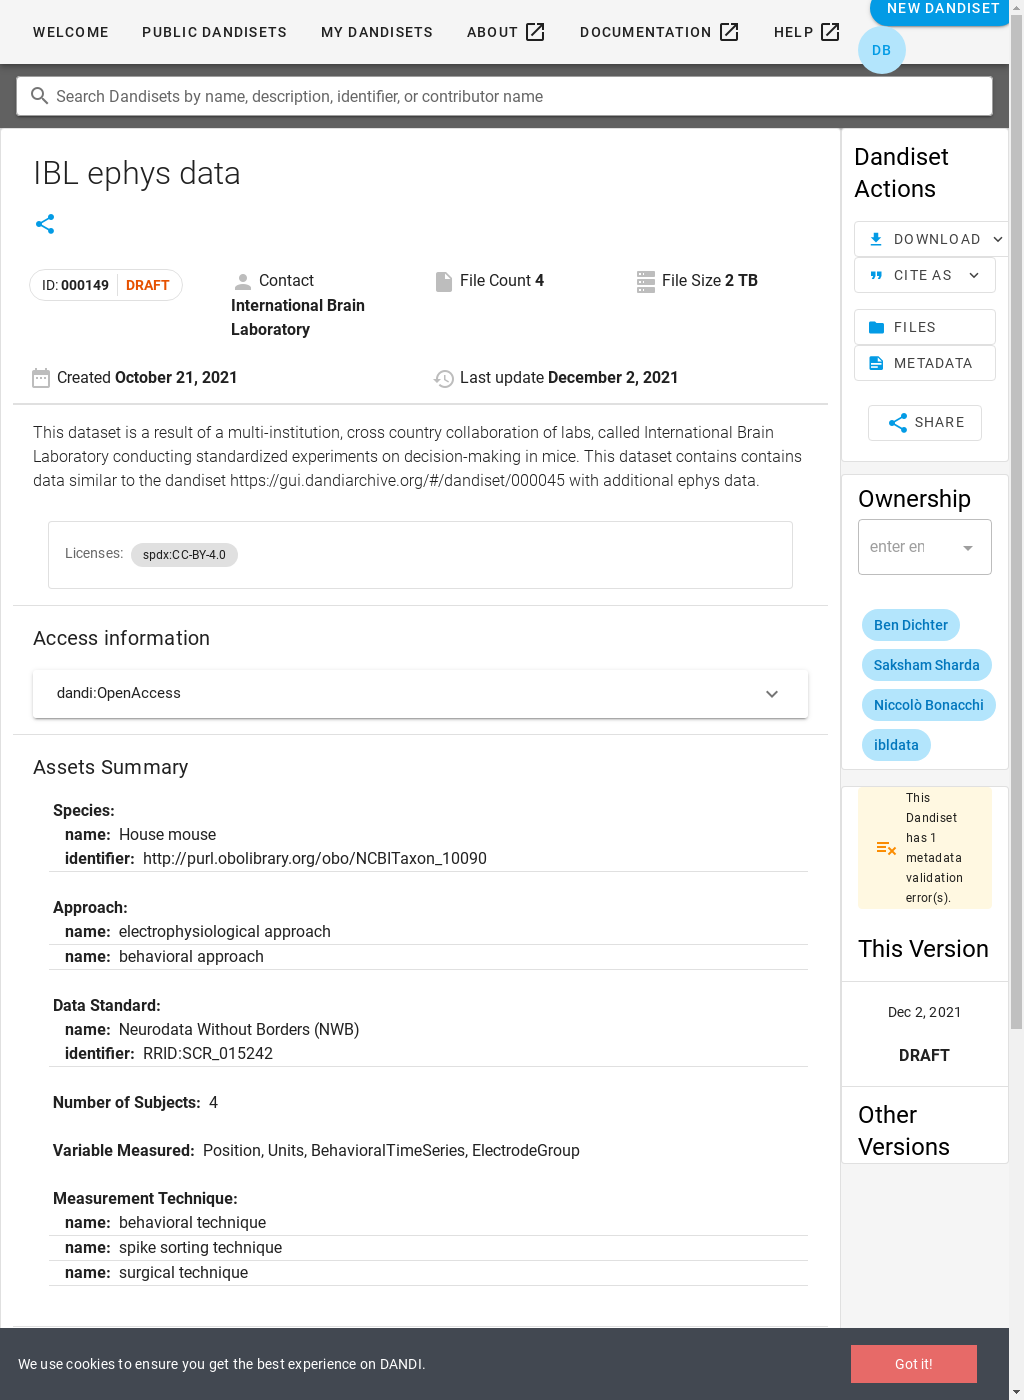 WELCOME PUBLIC DANDISETS MY DANDISETS ABOUT DOCUMENTATION HELP NEW DANDISET
DB
Search Dandisets by name, description, identifier, or contributor name
IBL ephys data
ID: 000149 DRAFT
Contact
International Brain
Laboratory
File Count 4
File Size 2 TB
Created October 21, 2021
Last update December 2, 2021
This dataset is a result of a multi-institution, cross country collaboration of labs, called International Brain
Laboratory conducting standardized experiments on decision-making in mice. This dataset contains contains
data similar to the dandiset https://gui.dandiarchive.org/#/dandiset/000045 with additional ephys data.
Licenses: spdx:CC-BY-4.0
Access information
dandi:OpenAccess
Assets Summary
Species:
name: House mouse
identifier: http://purl.obolibrary.org/obo/NCBITaxon_10090
Approach:
name: electrophysiological approach
name: behavioral approach
Data Standard:
name: Neurodata Without Borders (NWB)
identifier: RRID:SCR_015242
Number of Subjects: 4
Variable Measured: Position, Units, BehavioralTimeSeries, ElectrodeGroup
Measurement Technique:
name: behavioral technique
name: spike sorting technique
name: surgical technique
Dandiset
Actions
DOWNLOAD
CITE AS
FILES
METADATA
SHARE
Ownership
enter en
Ben Dichter
Saksham Sharda
Niccolò Bonacchi
ibldata
This
Dandiset
has 1
metadata
validation
error(s).
This Version
Dec 2, 2021
DRAFT
Other
Versions
We use cookies to ensure you get the best experience on DANDI.
Got it!